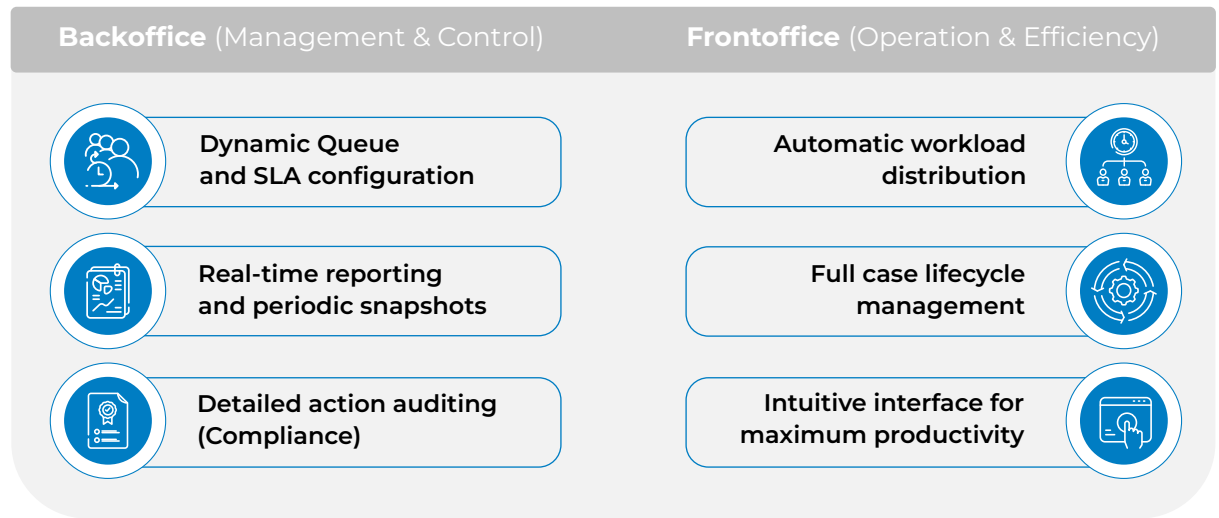 Backoffice (Management & Control)
Dynamic Queue
and SLA configuration
Real-time reporting
and periodic snapshots
Detailed action auditing
(Compliance)
Frontoffice (Operation & Efficiency)
Automatic workload
distribution
Full case lifecycle
management
Intuitive interface for
maximum productivity